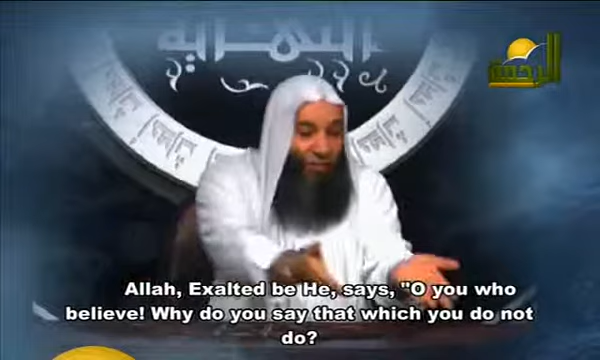 النهاية
الرحمة
Allah, Exalted be He, says, "O you who
believe! Why do you say that which you do not
do?